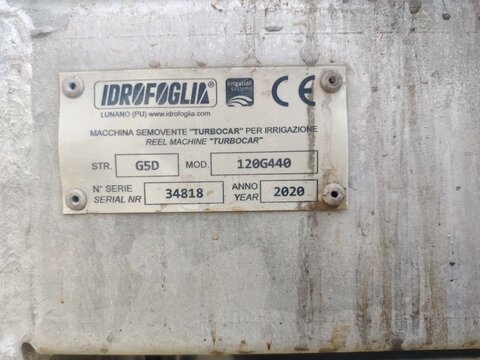 IDROFOGLIA® Irrigation Systems CE
LUNANO (PU) www.idrofoglia.com
MACCHINA SEMOVENTE "TURBOCAR" PER IRRIGAZIONE
REEL MACHINE "TURBOCAR"
STR. G5D MOD. 120G440
N° SERIE 34818 ANNO 2020
SERIAL NR YEAR